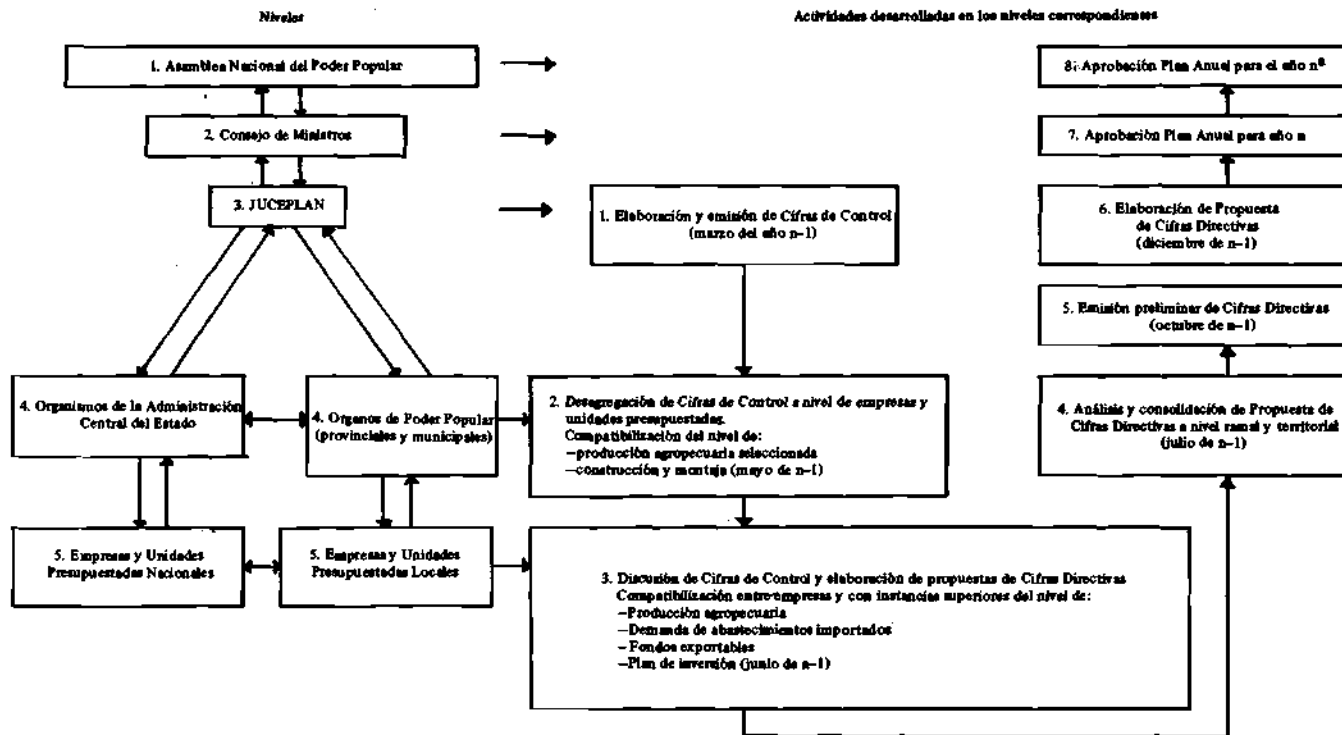 Niveles
Actividades desarrolladas en los niveles correspondientes
1. Asamblea Nacional del Poder Popular
2. Consejo de Ministros
3. JUCEPLAN
4. Organismos de la Administración
Central del Estado
4. Organos de Poder Popular
(provinciales y municipales)
5. Empresas y Unidades
Presupuestadas Nacionales
5. Empresas y Unidades
Presupuestadas Locales
1. Elaboración y emisión de Cifras de Control
(marzo del año n–1)
2. Desagregación de Cifras de Control a nivel de empresas y
unidades presupuestadas.
Compatibilización del nivel de:
–producción agropecuaria seleccionada
–construcción y montaje (mayo de n–1)
3. Discusión de Cifras de Control y elaboración de propuestas de Cifras Directivas
Compatibilización entre empresas y con instancias superiores del nivel de:
–Producción agropecuaria
–Demanda de abastecimientos importados
– Fondos exportables
–Plan de inversión (junio de n–1)
8. Aprobación Plan Anual para el año nª
7. Aprobación Plan Anual para año n
6. Elaboración de Propuesta
de Cifras Directivas
(diciembre de n–1)
5. Emisión preliminar de Cifras Directivas
(octubre de n–1)
4. Análisis y consolidación de Propuesta de
Cifras Directivas a nivel ramal y territorial
(julio de n–1)